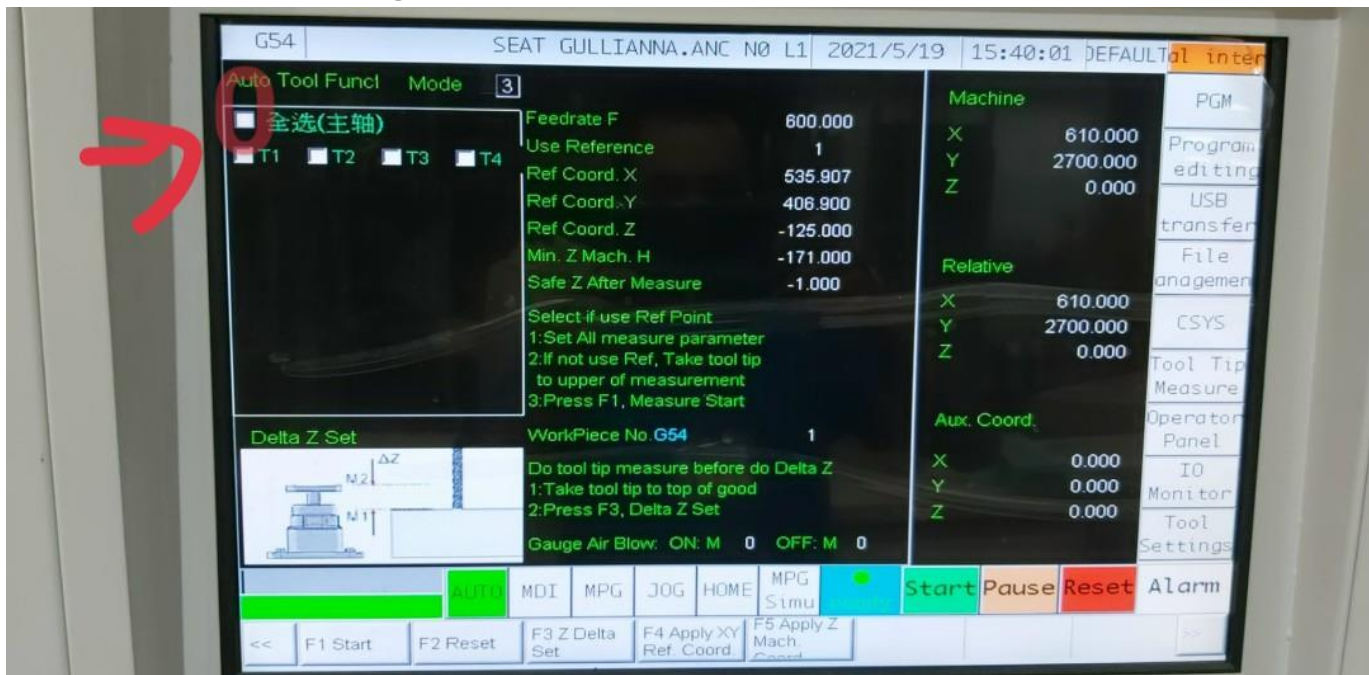 G54 SEAT GULLIANNA.ANC N0 L1 2021/5/19 15:40:01 DEFAULT al inter
Auto Tool Funcl Mode 3
全选(主轴)
T1 T2 T3 T4
Feedrate F 600.000
Use Reference 1
Ref Coord. X 535.907
Ref Coord. Y 406.900
Ref Coord. Z -125.000
Min. Z Mach. H -171.000
Safe Z After Measure -1.000
Select if use Ref Point
1:Set All measure parameter
2:If not use Ref, Take tool tip
to upper of measurement
3:Press F1, Measure Start
WorkPiece No.G54 1
Do tool tip measure before do Delta Z
1:Take tool tip to top of good
2:Press F3, Delta Z Set
Gauge Air Blow: ON: M 0 OFF: M 0
Delta Z Set
ΔZ
M2
M1
Machine
X 610.000
Y 2700.000
Z 0.000
Relative
X 610.000
Y 2700.000
Z 0.000
Aux. Coord.
X 0.000
Y 0.000
Z 0.000
PGM
Program
editing
USB
transfer
File
anagemen
CSYS
Tool Tip
Measure
Operator
Panel
IO
Monitor
Tool
Settings
AUTO MDI MPG JOG HOME MPG Simu Start Pause Reset Alarm
<< F1 Start F2 Reset F3 Z Delta Set F4 Apply XY Ref. Coord. F5 Apply Z Mach. Coord. >>